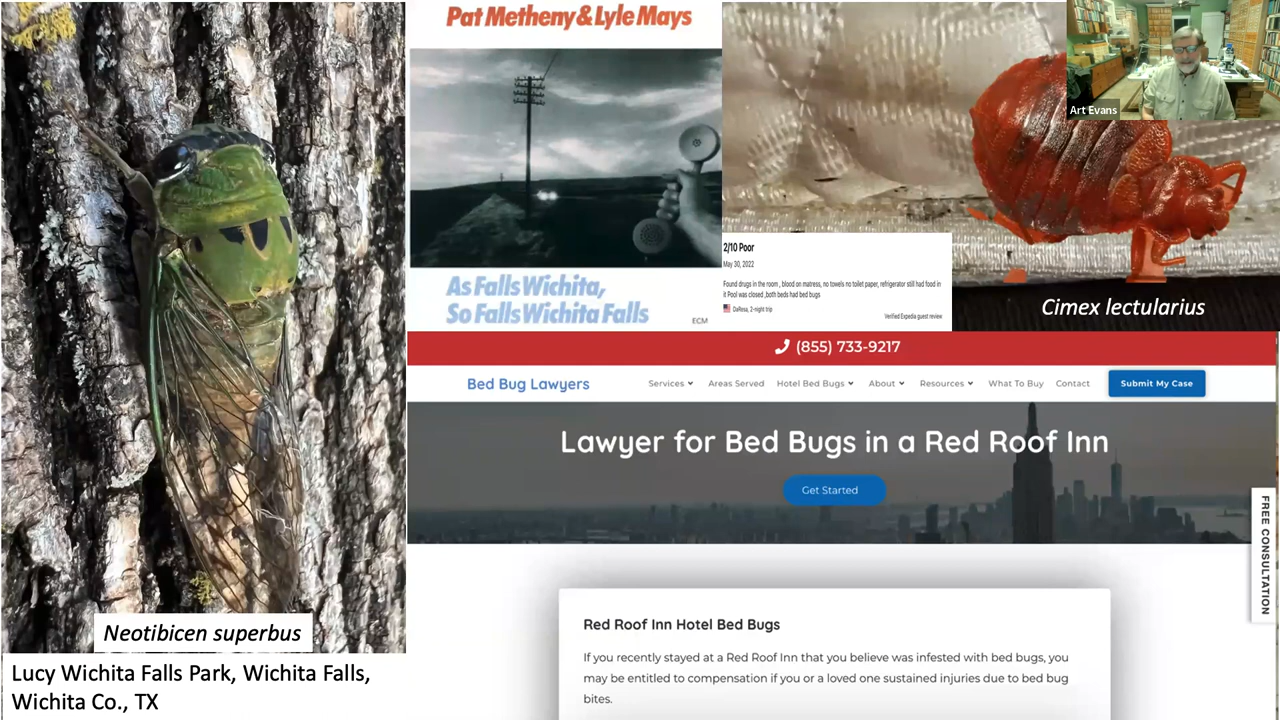 Pat Metheny & Lyle Mays
As Falls Wichita,
So Falls Wichita Falls
ECM
Art Evans
2/10 Poor
May 30, 2022
Found drugs in the room , blood on matress, no towels no toilet paper, refrigerator still had food in
it Pool was closed ,both beds had bed bugs
DaResa, 2-night trip
Verified Expedia guest review
Cimex lectularius
(855) 733-9217
Bed Bug Lawyers
Services Areas Served Hotel Bed Bugs About Resources What To Buy Contact Submit My Case
Lawyer for Bed Bugs in a Red Roof Inn
Get Started
FREE CONSULTATION
Red Roof Inn Hotel Bed Bugs
If you recently stayed at a Red Roof Inn that you believe was infested with bed bugs, you
may be entitled to compensation if you or a loved one sustained injuries due to bed bug
bites.
Neotibicen superbus
Lucy Wichita Falls Park, Wichita Falls,
Wichita Co., TX